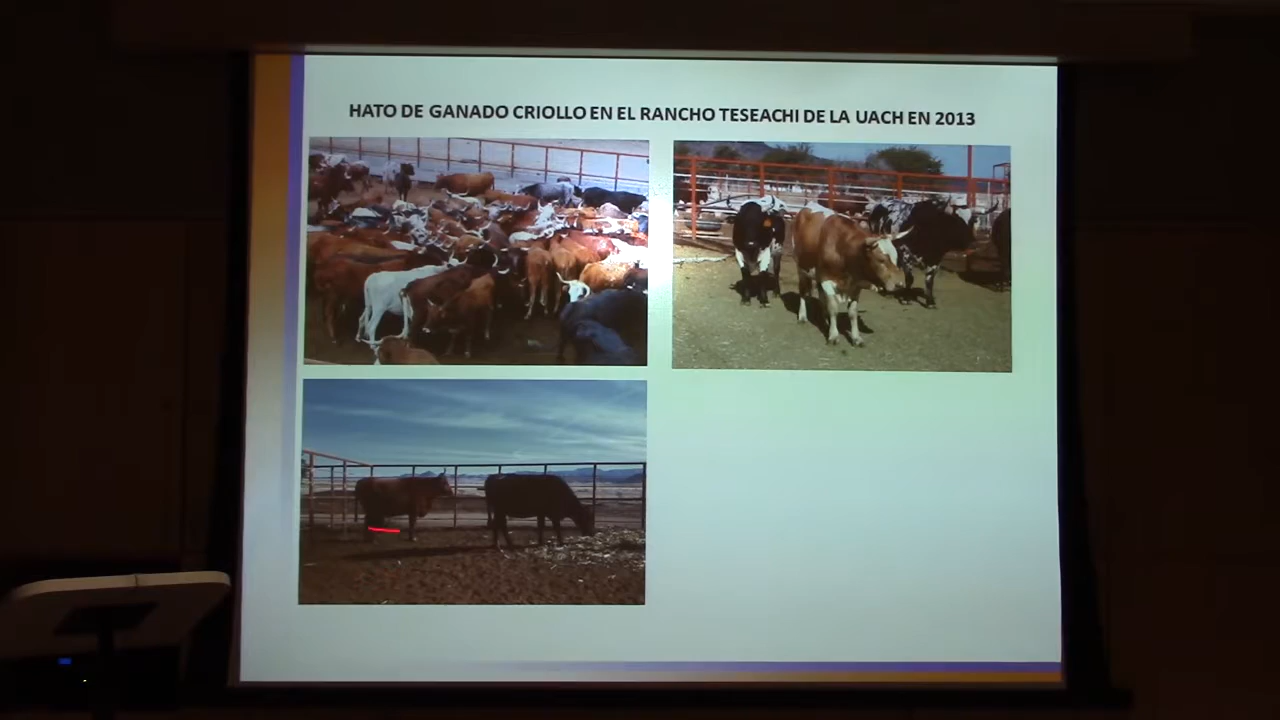 HATO DE GANADO CRIOLLO EN EL RANCHO TESEACHI DE LA UACH EN 2013